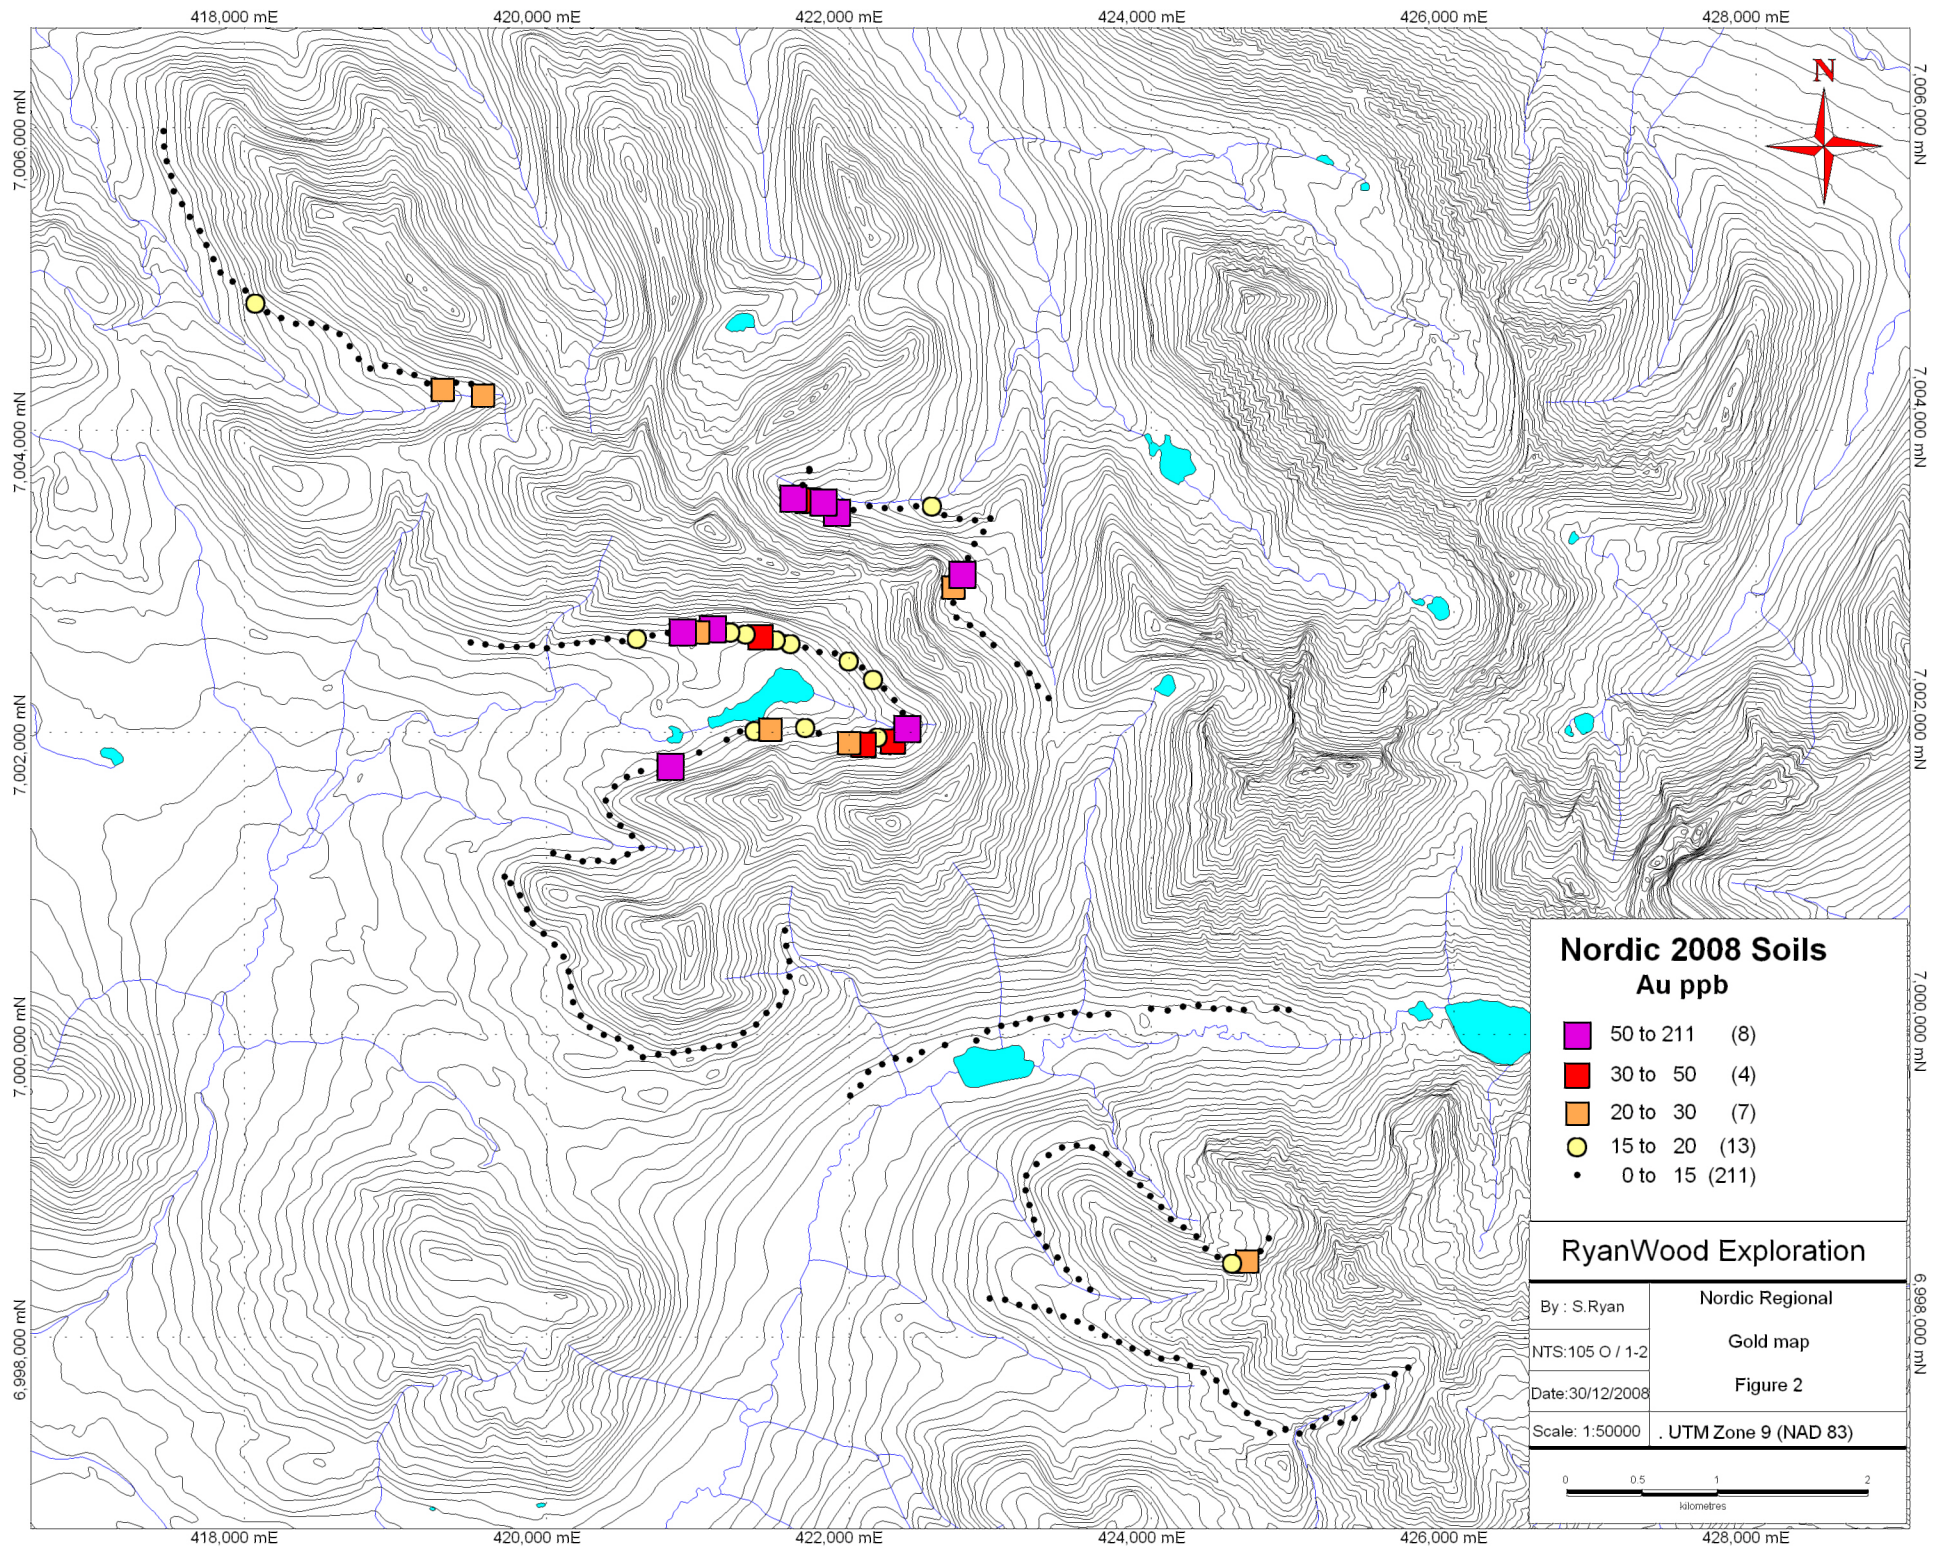 418,000 mE 420,000 mE 422,000 mE 424,000 mE 426,000 mE 428,000 mE
N
7,006,000 mN
7,006,000 mN
7,004,000 mN
7,004,000 mN
7,002,000 mN
7,002,000 mN
7,000,000 mN
7,000,000 mN
6,998,000 mN
6,998,000 mN
Nordic 2008 Soils
Au ppb
50 to 211 (8)
30 to 50 (4)
20 to 30 (7)
15 to 20 (13)
0 to 15 (211)
RyanWood Exploration
By : S.Ryan
NTS:105 O / 1-2
Date:30/12/2008
Scale: 1:50000
Nordic Regional
Gold map
Figure 2
. UTM Zone 9 (NAD 83)
0 0.5 1 2
kilometres
418,000 mE 420,000 mE 422,000 mE 424,000 mE 426,000 mE 428,000 mE